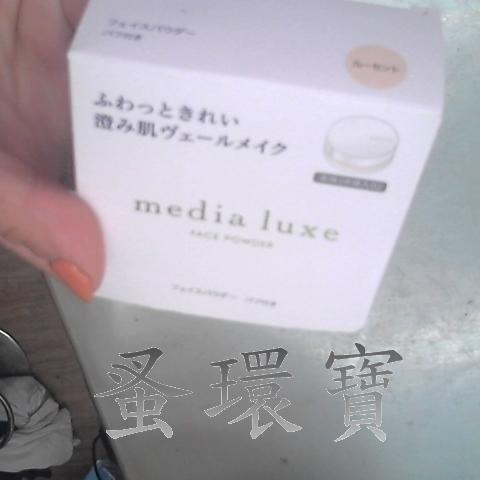 フェイスパウダー
パフ付き
ルーセント
ふわっときれい
澄み肌ヴェールメイク
media luxe
FACE POWDER
フェイスパウダー パフ付き
蚤環寶